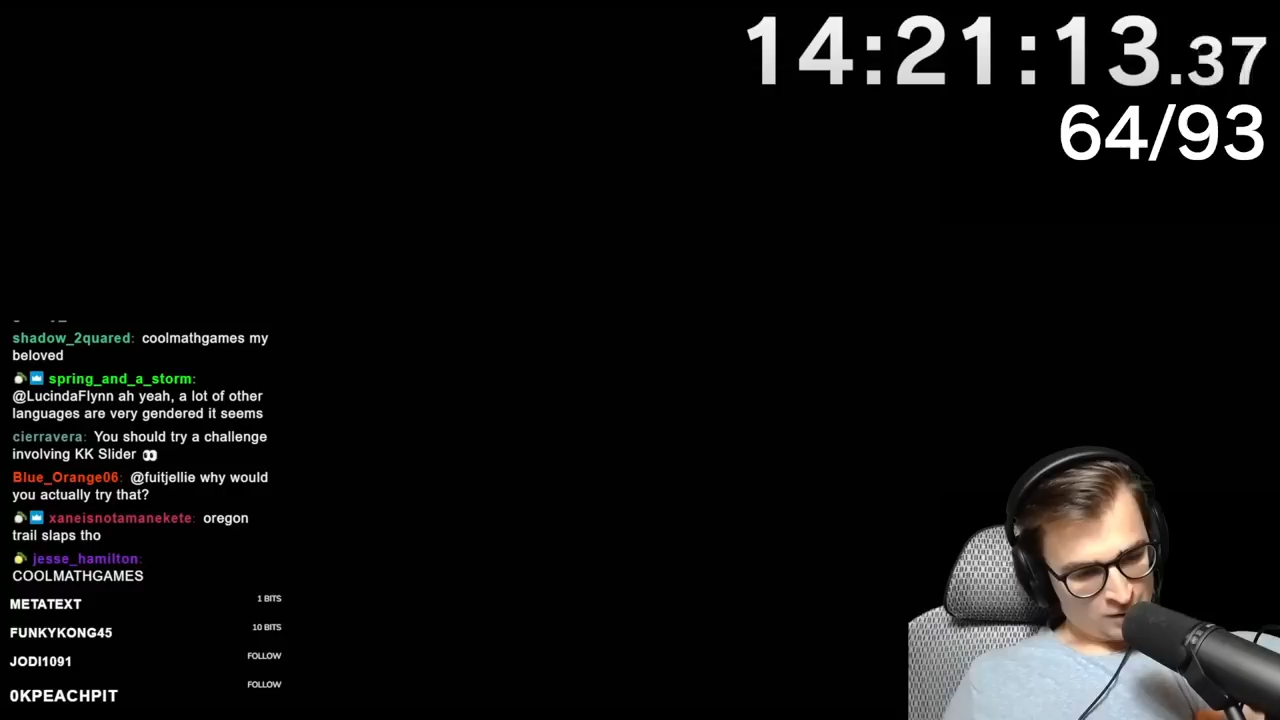 14:21:13.37
64/93
shadow_2quared: coolmathgames my
beloved
spring_and_a_storm:
@LucindaFlynn ah yeah, a lot of other
languages are very gendered it seems
cierravera: You should try a challenge
involving KK Slider 👀
Blue_Orange06: @fuitjellie why would
you actually try that?
xaneisnotamanekete: oregon
trail slaps tho
jesse_hamilton:
COOLMATHGAMES
METATEXT 1 BITS
FUNKYKONG45 10 BITS
JODI1091 FOLLOW
0KPEACHPIT FOLLOW